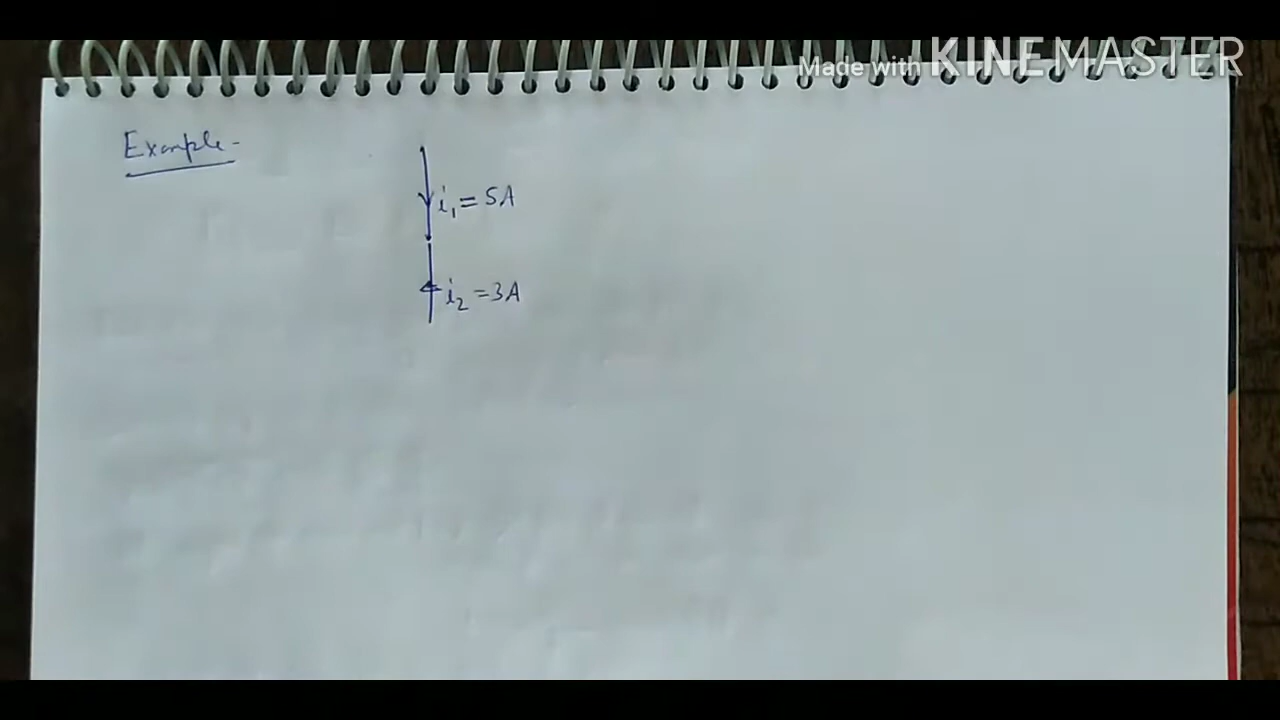 Made with KINEMASTER
Example-
i₁ = 5A
i₂ = 3A